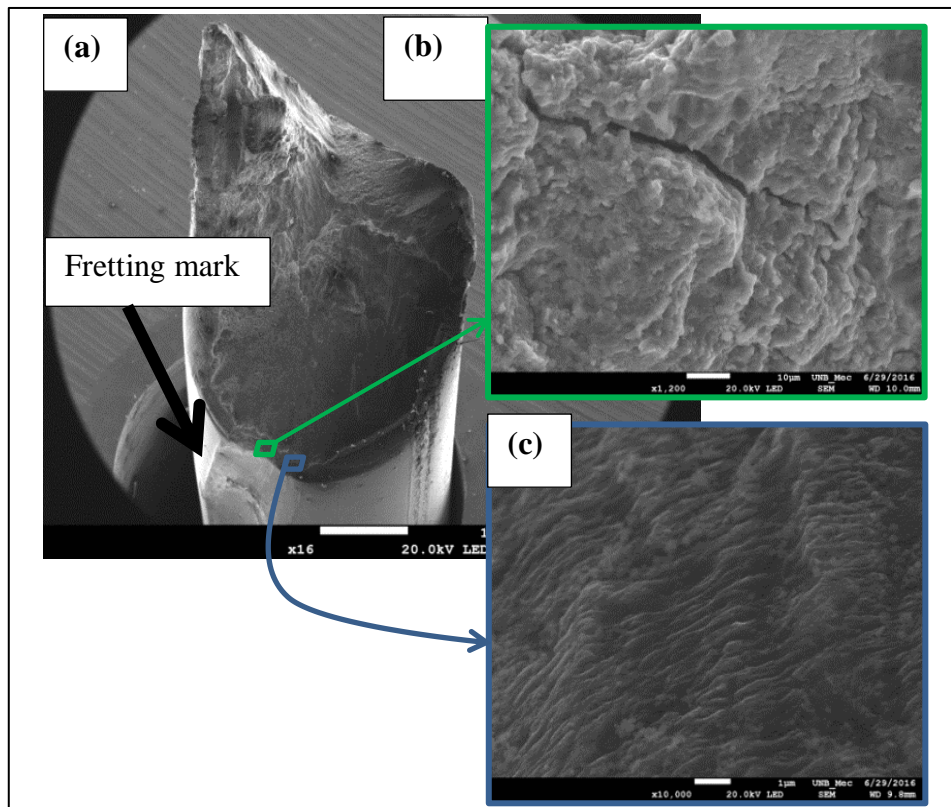 (a)
(b)
Fretting mark
x16 20.0kV LED
10µm UNB_Mec 6/29/2016
x1,200 20.0kV LED SEM WD 10.0mm
(c)
1µm UNB_Mec 6/29/2016
x10,000 20.0kV LED SEM WD 9.8mm